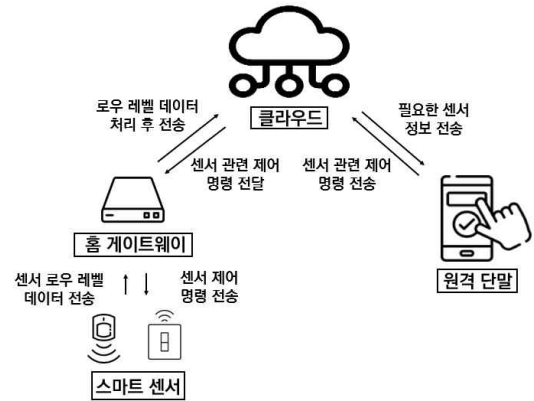 로우 레벨 데이터
처리 후 전송
클라우드
필요한 센서
정보 전송
센서 관련 제어
명령 전달
센서 관련 제어
명령 전송
홈 게이트웨이
원격 단말
센서 로우 레벨
데이터 전송
센서 제어
명령 전송
스마트 센서